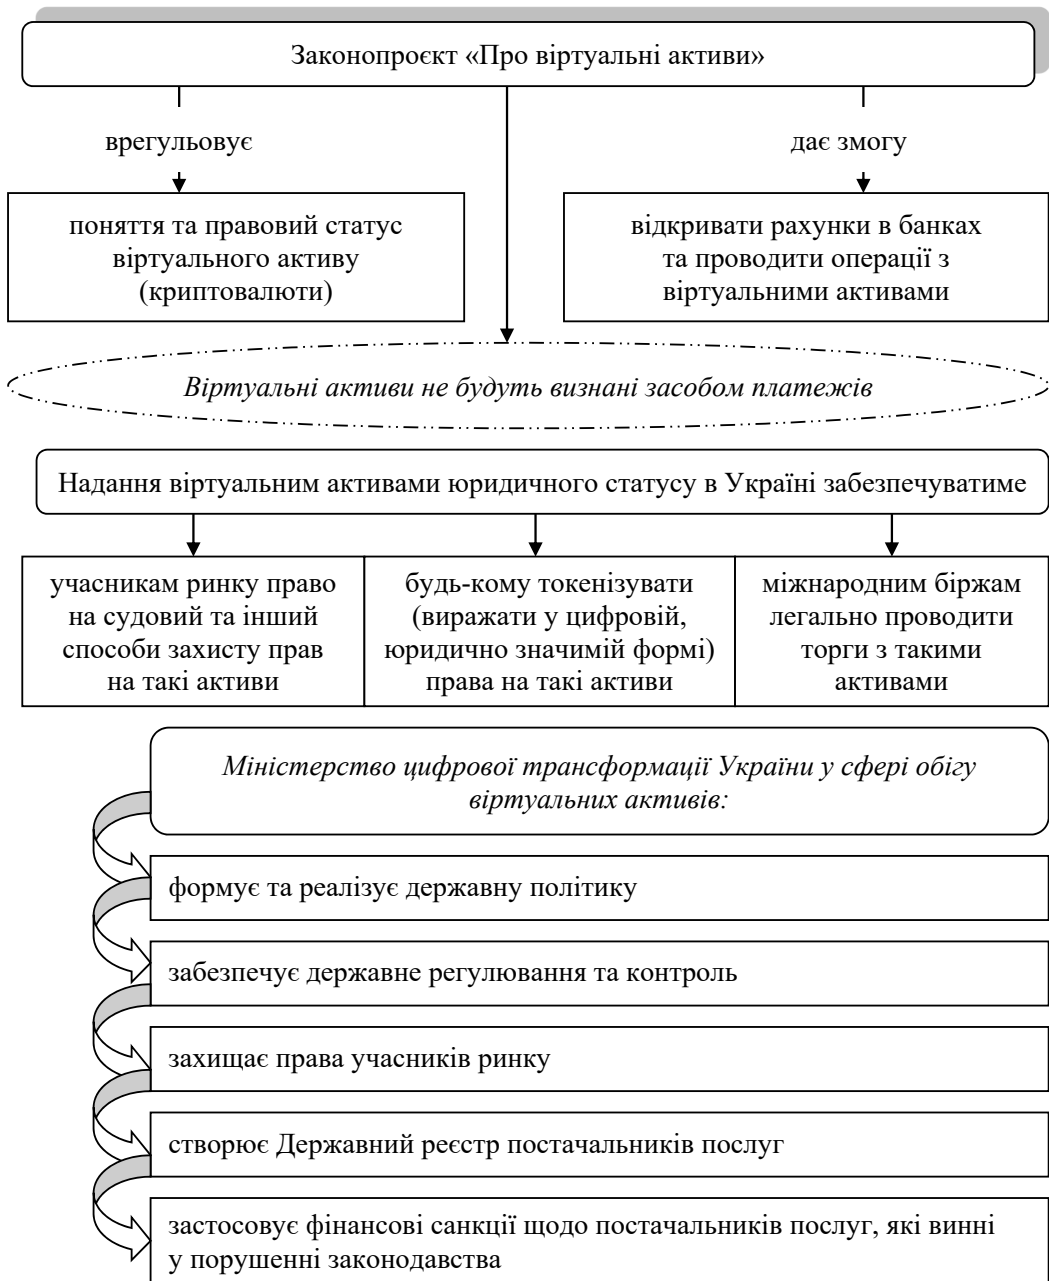 Законопроєкт «Про віртуальні активи»
врегульовує
дає змогу
поняття та правовий статус
віртуального активу
(криптовалюти)
відкривати рахунки в банках
та проводити операції з
віртуальними активами
Віртуальні активи не будуть визнані засобом платежів
Надання віртуальним активами юридичного статусу в Україні забезпечуватиме
учасникам ринку право
на судовий та інший
способи захисту прав
на такі активи
будь-кому токенізувати
(виражати у цифровій,
юридично значимій формі)
права на такі активи
міжнародним біржам
легально проводити
торги з такими
активами
Міністерство цифрової трансформації України у сфері обігу
віртуальних активів:
формує та реалізує державну політику
забезпечує державне регулювання та контроль
захищає права учасників ринку
створює Державний реєстр постачальників послуг
застосовує фінансові санкції щодо постачальників послуг, які винні
у порушенні законодавства